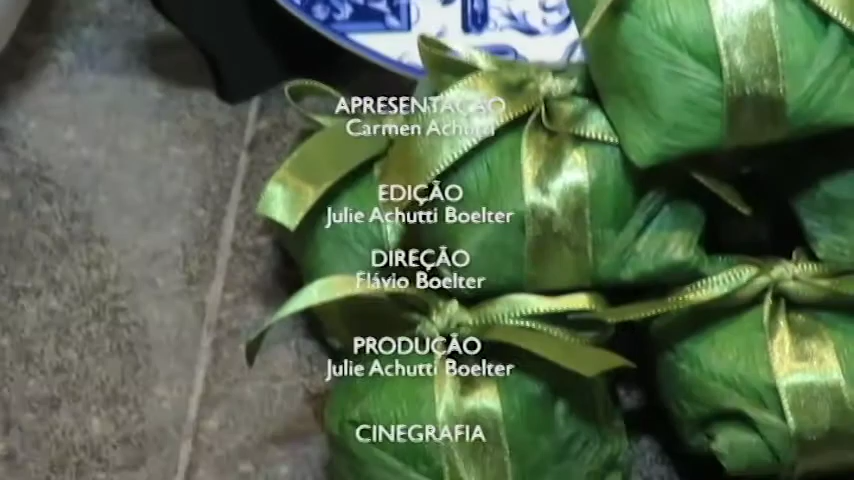 APRESENTAÇÃO
Carmen Achutti
EDIÇÃO
Julie Achutti Boelter
DIREÇÃO
Flávio Boelter
PRODUÇÃO
Julie Achutti Boelter
CINEGRAFIA